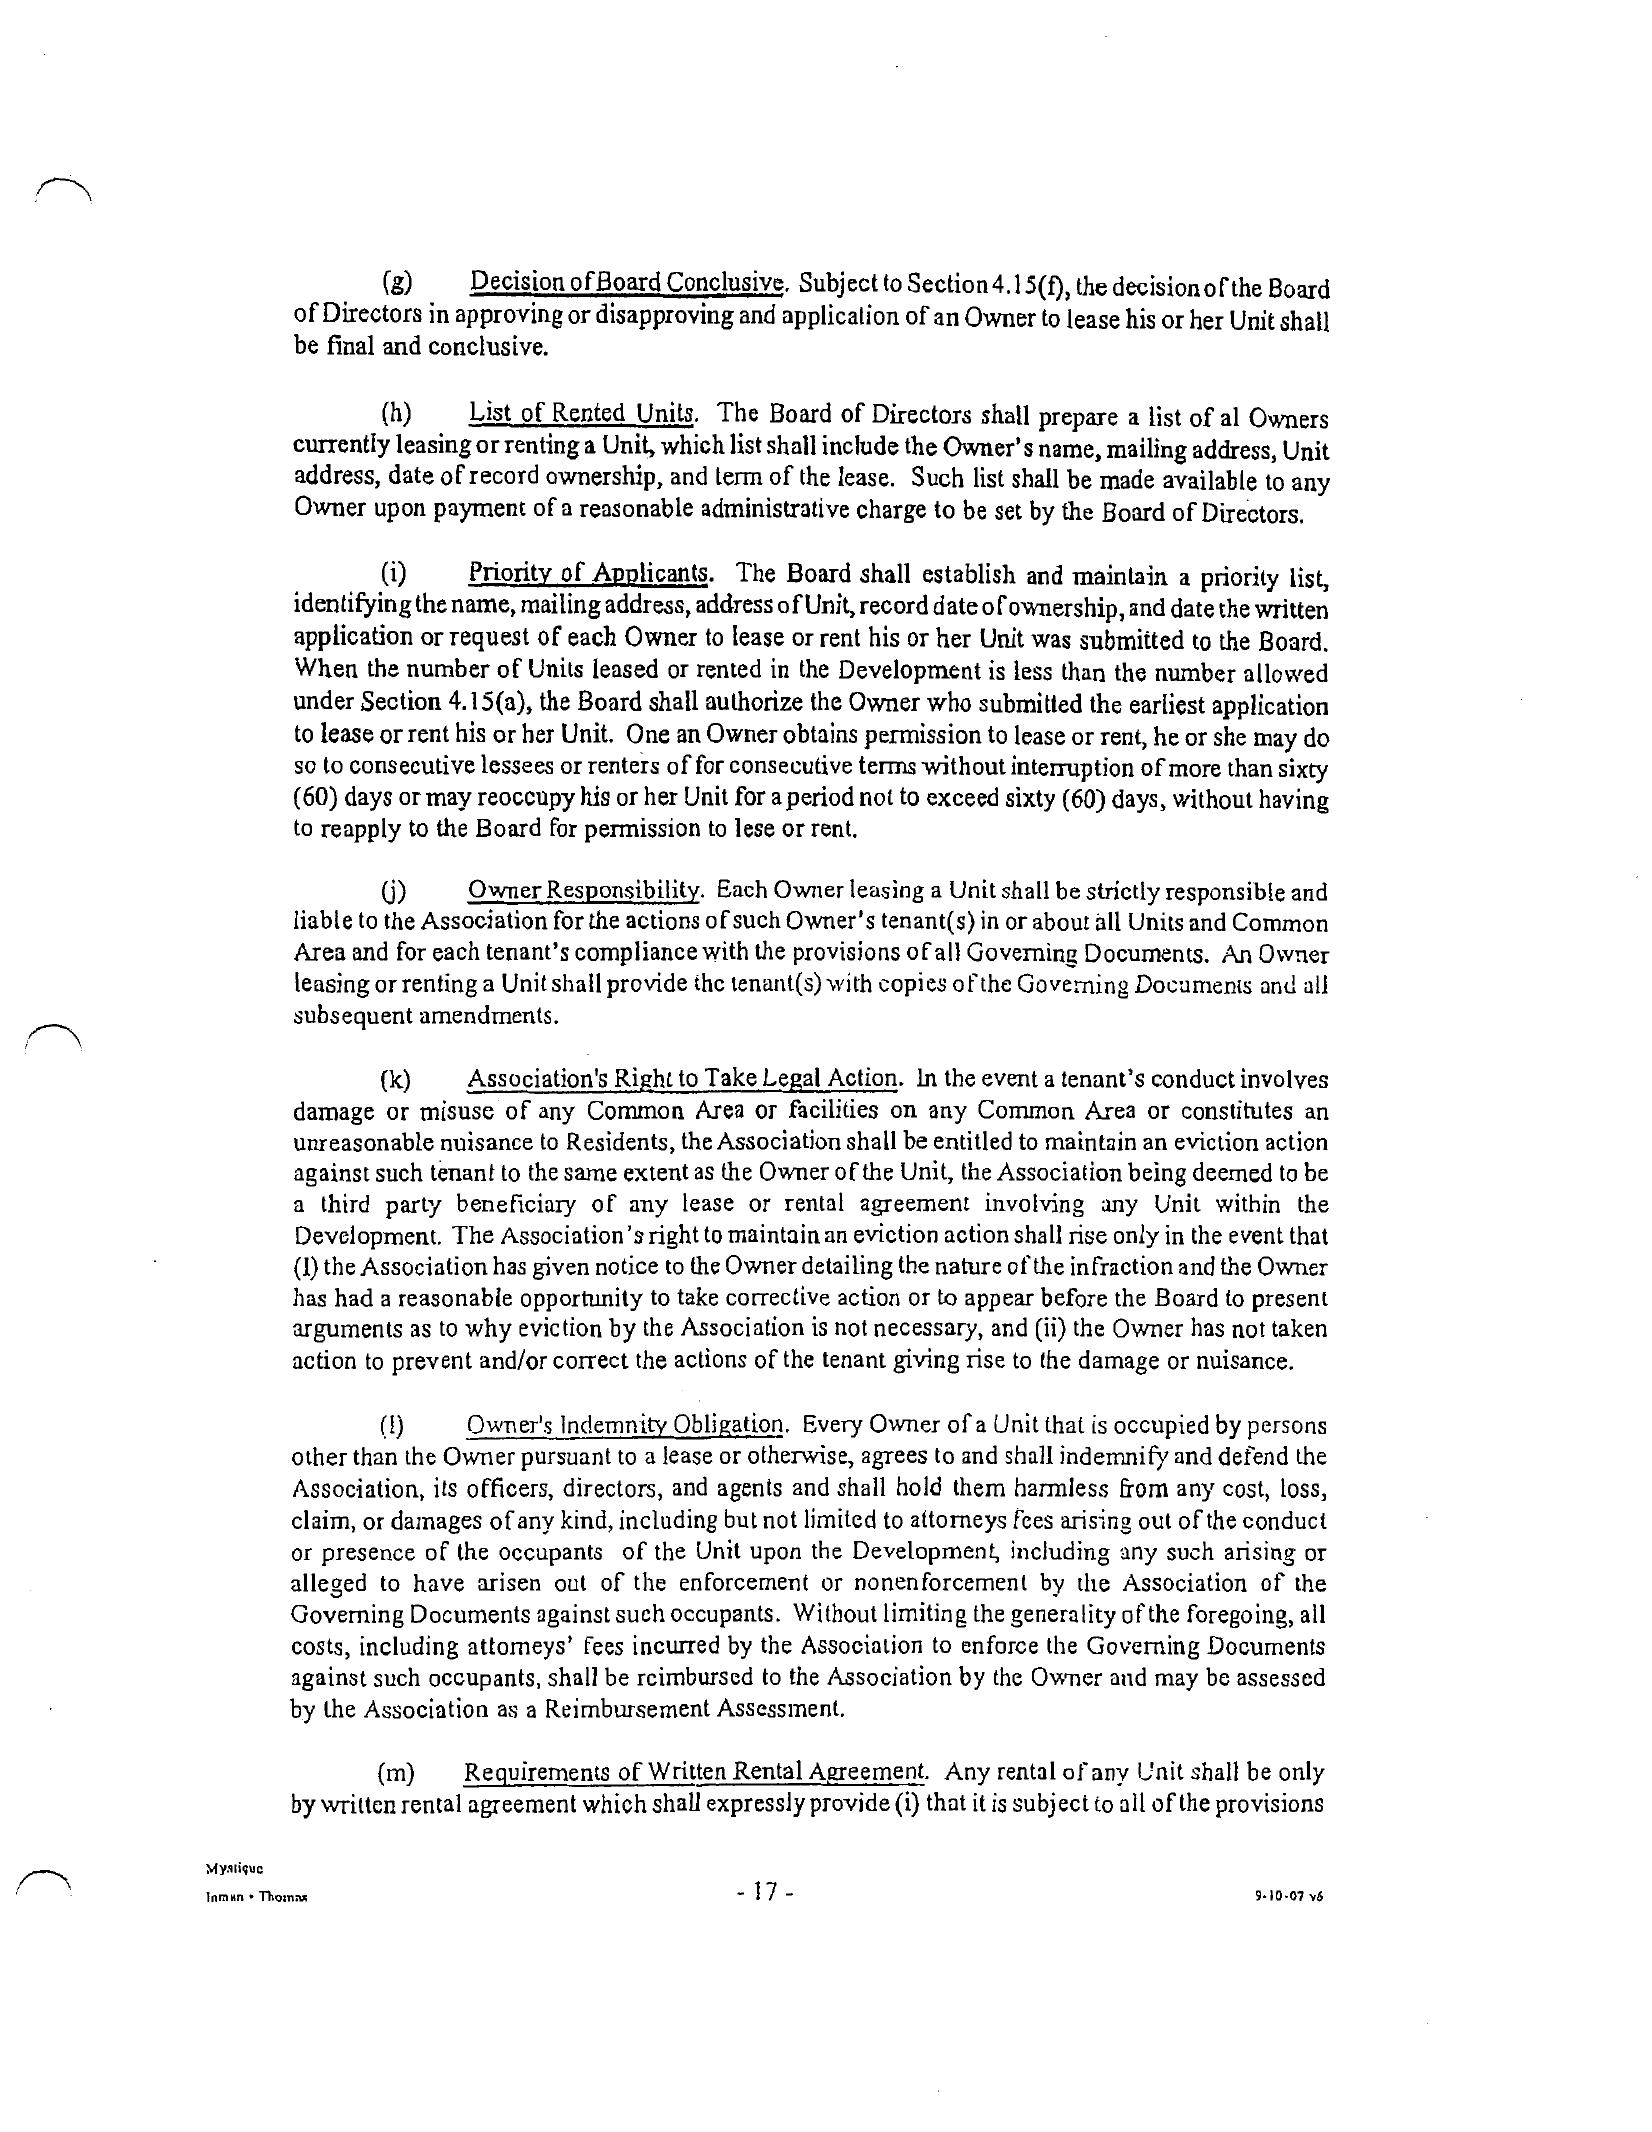 (g) Decision of Board Conclusive. Subject to Section 4.15(f), the decision of the Board
of Directors in approving or disapproving and application of an Owner to lease his or her Unit shall
be final and conclusive.
(h) List of Rented Units. The Board of Directors shall prepare a list of al Owners
currently leasing or renting a Unit, which list shall include the Owner's name, mailing address, Unit
address, date of record ownership, and term of the lease. Such list shall be made available to any
Owner upon payment of a reasonable administrative charge to be set by the Board of Directors.
(i) Priority of Applicants. The Board shall establish and maintain a priority list,
identifying the name, mailing address, address of Unit, record date of ownership, and date the written
application or request of each Owner to lease or rent his or her Unit was submitted to the Board.
When the number of Units leased or rented in the Development is less than the number allowed
under Section 4.15(a), the Board shall authorize the Owner who submitted the earliest application
to lease or rent his or her Unit. One an Owner obtains permission to lease or rent, he or she may do
so to consecutive lessees or renters of for consecutive terms without interruption of more than sixty
(60) days or may reoccupy his or her Unit for a period not to exceed sixty (60) days, without having
to reapply to the Board for permission to lese or rent.
(j) Owner Responsibility. Each Owner leasing a Unit shall be strictly responsible and
liable to the Association for the actions of such Owner's tenant(s) in or about all Units and Common
Area and for each tenant's compliance with the provisions of all Governing Documents. An Owner
leasing or renting a Unit shall provide the tenant(s) with copies of the Governing Documents and all
subsequent amendments.
(k) Association's Right to Take Legal Action. In the event a tenant's conduct involves
damage or misuse of any Common Area or facilities on any Common Area or constitutes an
unreasonable nuisance to Residents, the Association shall be entitled to maintain an eviction action
against such tenant to the same extent as the Owner of the Unit, the Association being deemed to be
a third party beneficiary of any lease or rental agreement involving any Unit within the
Development. The Association's right to maintain an eviction action shall rise only in the event that
(I) the Association has given notice to the Owner detailing the nature of the infraction and the Owner
has had a reasonable opportunity to take corrective action or to appear before the Board to present
arguments as to why eviction by the Association is not necessary, and (ii) the Owner has not taken
action to prevent and/or correct the actions of the tenant giving rise to the damage or nuisance.
(l) Owner's Indemnity Obligation. Every Owner of a Unit that is occupied by persons
other than the Owner pursuant to a lease or otherwise, agrees to and shall indemnify and defend the
Association, its officers, directors, and agents and shall hold them harmless from any cost, loss,
claim, or damages of any kind, including but not limited to attorneys fees arising out of the conduct
or presence of the occupants of the Unit upon the Development, including any such arising or
alleged to have arisen out of the enforcement or nonenforcement by the Association of the
Governing Documents against such occupants. Without limiting the generality of the foregoing, all
costs, including attorneys' fees incurred by the Association to enforce the Governing Documents
against such occupants, shall be reimbursed to the Association by the Owner and may be assessed
by the Association as a Reimbursement Assessment.
(m) Requirements of Written Rental Agreement. Any rental of any Unit shall be only
by written rental agreement which shall expressly provide (i) that it is subject to all of the provisions
Mystique
Inman • Thomas
- 17 -
9-10-07 v6